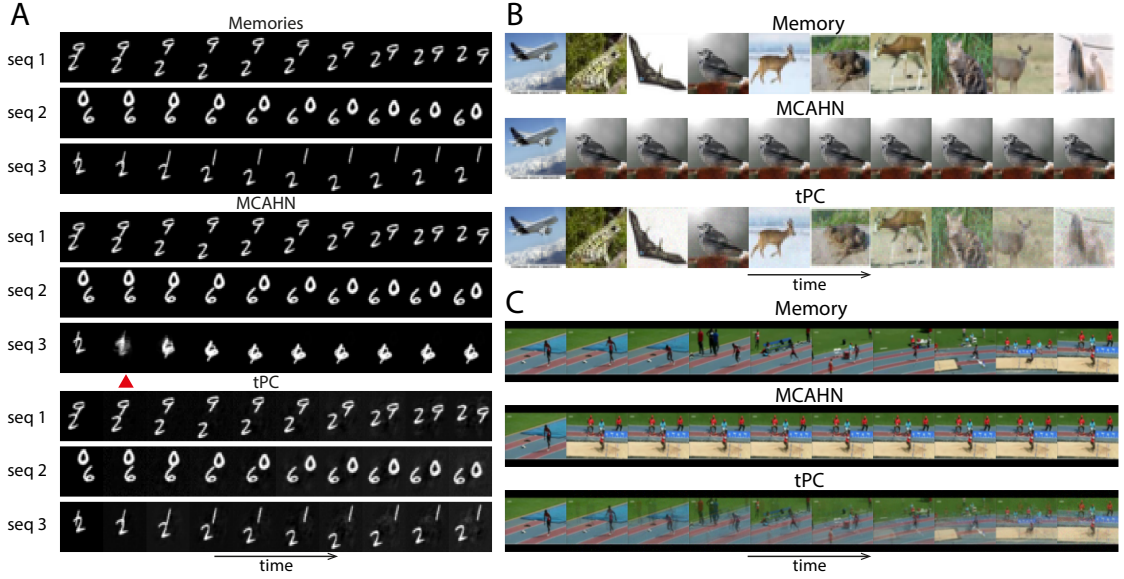 A
Memories
seq 1
seq 2
seq 3
MCAHN
seq 1
seq 2
seq 3
tPC
seq 1
seq 2
seq 3
time
B
Memory
MCAHN
tPC
time
C
Memory
MCAHN
tPC
time